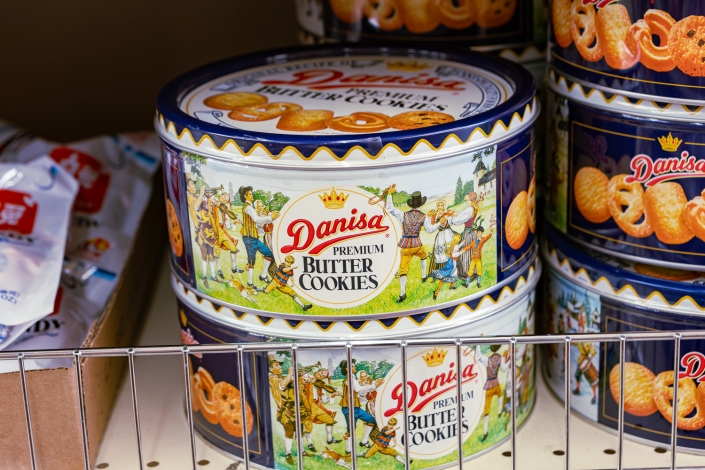 Danisa
PREMIUM
BUTTER COOKIES
Danisa
PREMIUM
BUTTER
COOKIES
Danisa
PREMIUM
BUTTER
COOKIES
Danisa